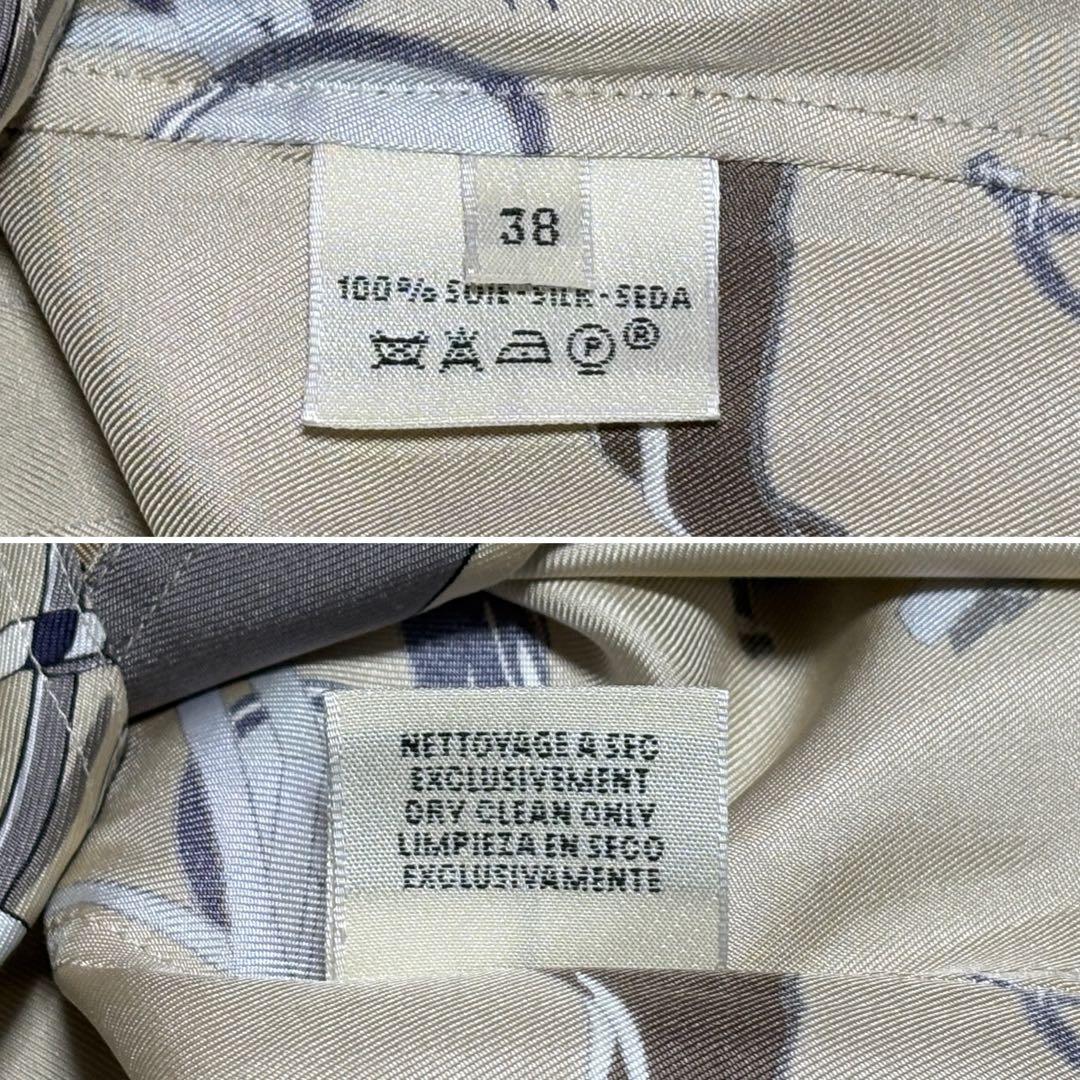 38
100% SOIE - SILK - SEDA
P ®
NETTOYAGE A SEC
EXCLUSIVEMENT
DRY CLEAN ONLY
LIMPIEZA EN SECO
EXCLUSIVAMENTE